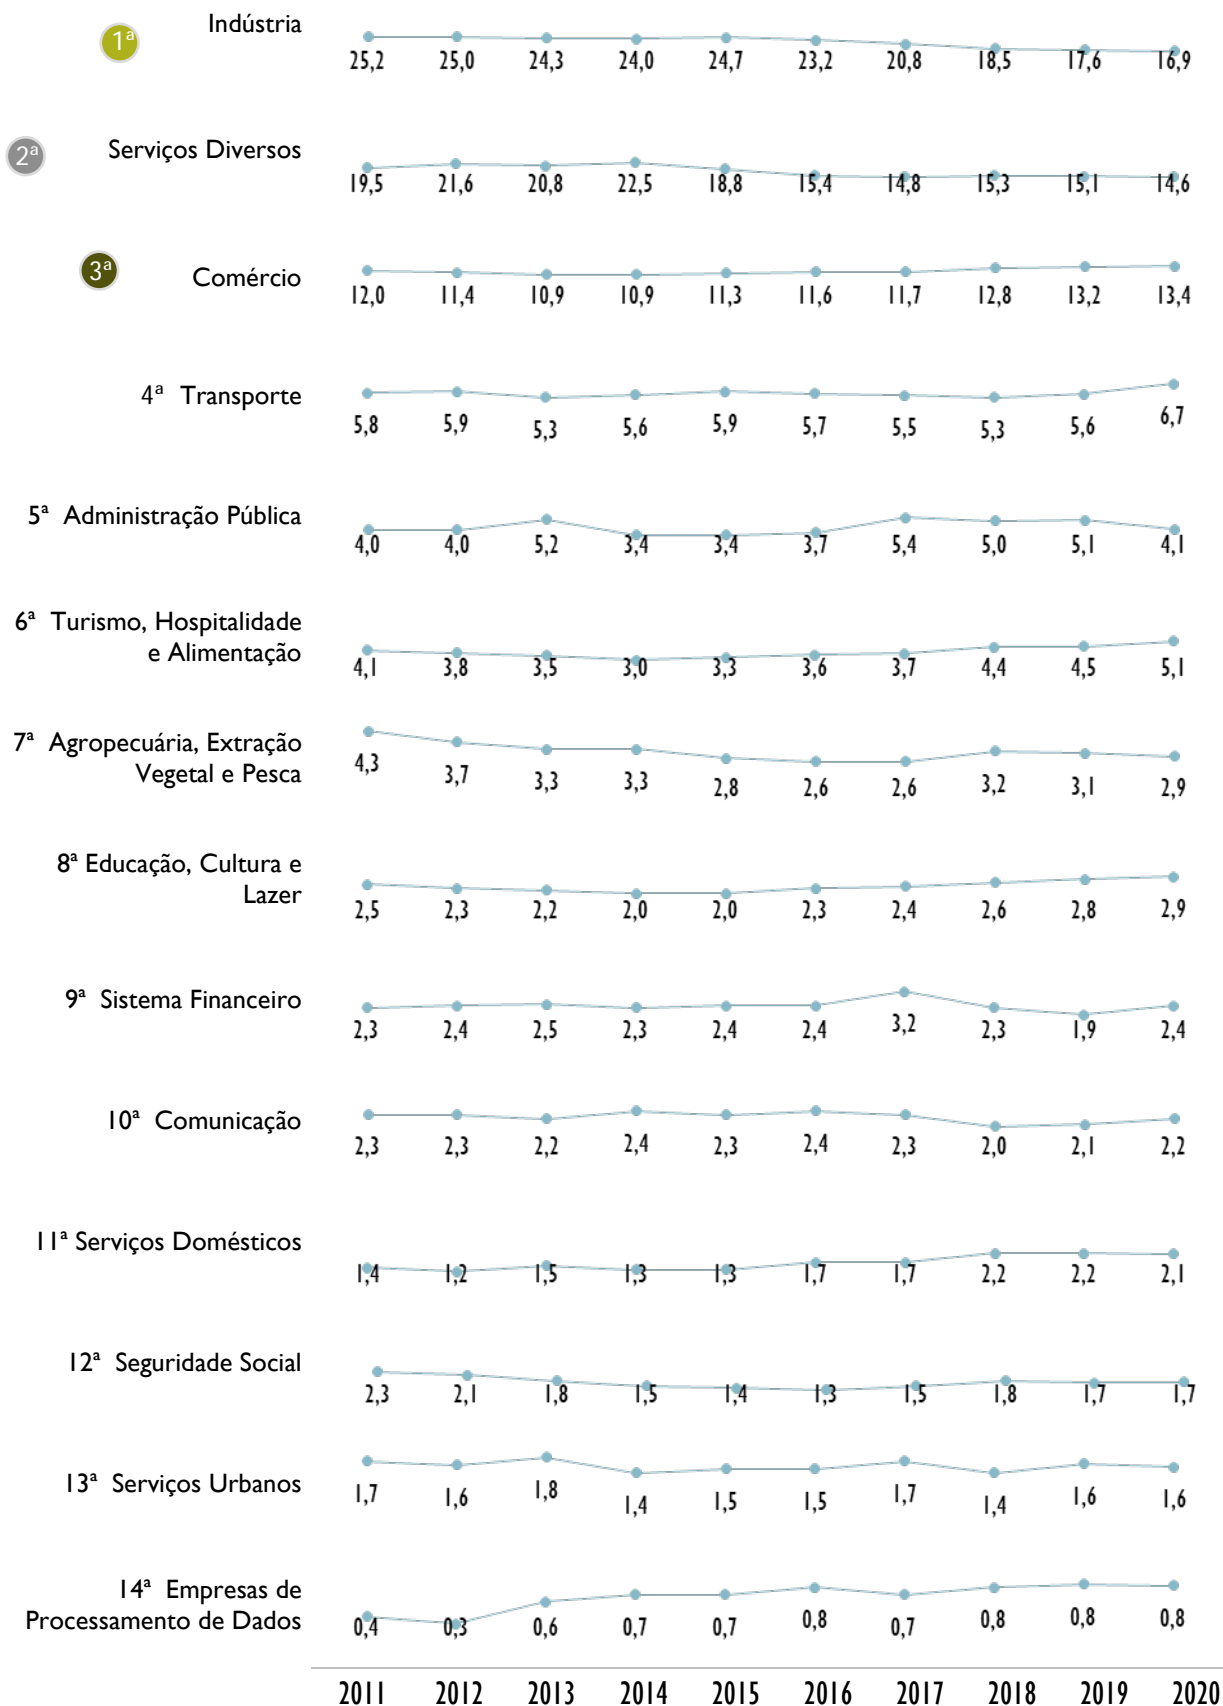 Indústria
1ª
25,2 25,0 24,3 24,0 24,7 23,2 20,8 18,5 17,6 16,9
2ª Serviços Diversos
19,5 21,6 20,8 22,5 18,8 15,4 14,8 15,3 15,1 14,6
3ª Comércio
12,0 11,4 10,9 10,9 11,3 11,6 11,7 12,8 13,2 13,4
4ª Transporte
5,8 5,9 5,3 5,6 5,9 5,7 5,5 5,3 5,6 6,7
5ª Administração Pública
4,0 4,0 5,2 3,4 3,4 3,7 5,4 5,0 5,1 4,1
6ª Turismo, Hospitalidade
e Alimentação
4,1 3,8 3,5 3,0 3,3 3,6 3,7 4,4 4,5 5,1
7ª Agropecuária, Extração
Vegetal e Pesca
4,3 3,7 3,3 3,3 2,8 2,6 2,6 3,2 3,1 2,9
8ª Educação, Cultura e
Lazer
2,5 2,3 2,2 2,0 2,0 2,3 2,4 2,6 2,8 2,9
9ª Sistema Financeiro
2,3 2,4 2,5 2,3 2,4 2,4 3,2 2,3 1,9 2,4
10ª Comunicação
2,3 2,3 2,2 2,4 2,3 2,4 2,3 2,0 2,1 2,2
11ª Serviços Domésticos
1,4 1,2 1,5 1,3 1,3 1,7 1,7 2,2 2,2 2,1
12ª Seguridade Social
2,3 2,1 1,8 1,5 1,4 1,3 1,5 1,8 1,7 1,7
13ª Serviços Urbanos
1,7 1,6 1,8 1,4 1,5 1,5 1,7 1,4 1,6 1,6
14ª Empresas de
Processamento de Dados
0,4 0,3 0,6 0,7 0,7 0,8 0,7 0,8 0,8 0,8
2011 2012 2013 2014 2015 2016 2017 2018 2019 2020